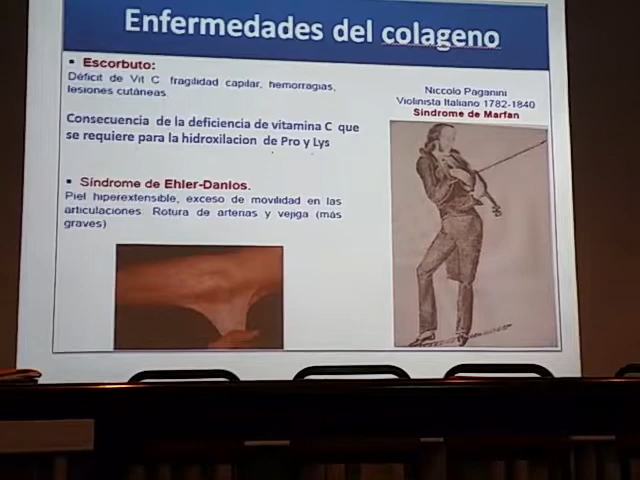 Enfermedades del colageno
• Escorbuto:
Déficit de Vit C fragilidad capilar, hemorragias,
lesiones cutáneas.
Consecuencia de la deficiencia de vitamina C que
se requiere para la hidroxilacion de Pro y Lys
• Síndrome de Ehler-Danlos.
Piel hiperextensible, exceso de movilidad en las
articulaciones. Rotura de arterias y vejiga (más
graves)
Niccolo Paganini
Violinista Italiano 1782-1840
Sindrome de Marfan